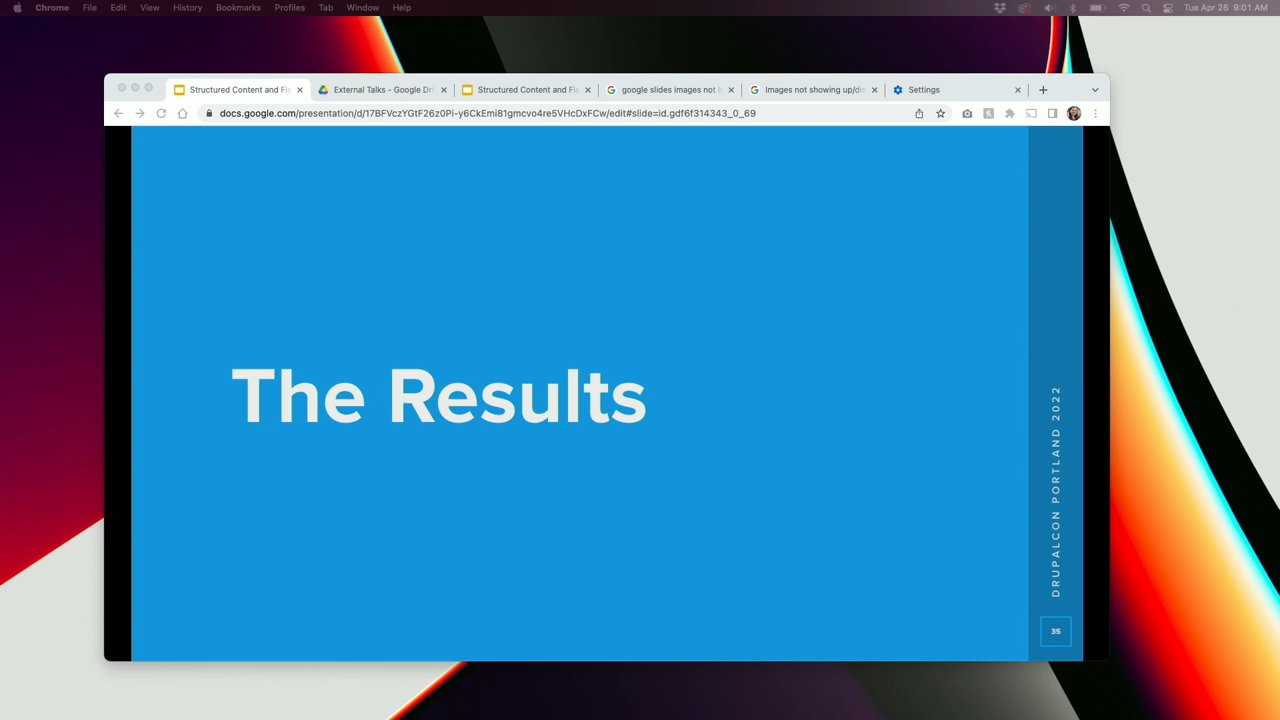 Chrome File Edit View History Bookmarks Profiles Tab Window Help Tue Apr 26 9:01 AM
Structured Content and Fle External Talks - Google Dri Structured Content and Fle google slides images not l Images not showing up/di Settings
docs.google.com/presentation/d/17BFVczYGtF26z0Pi-y6CkEmi81gmcvo4re5VHcDxFCw/edit#slide=id.gdf6f314343_0_69
The Results
DRUPALCON PORTLAND 2022
35